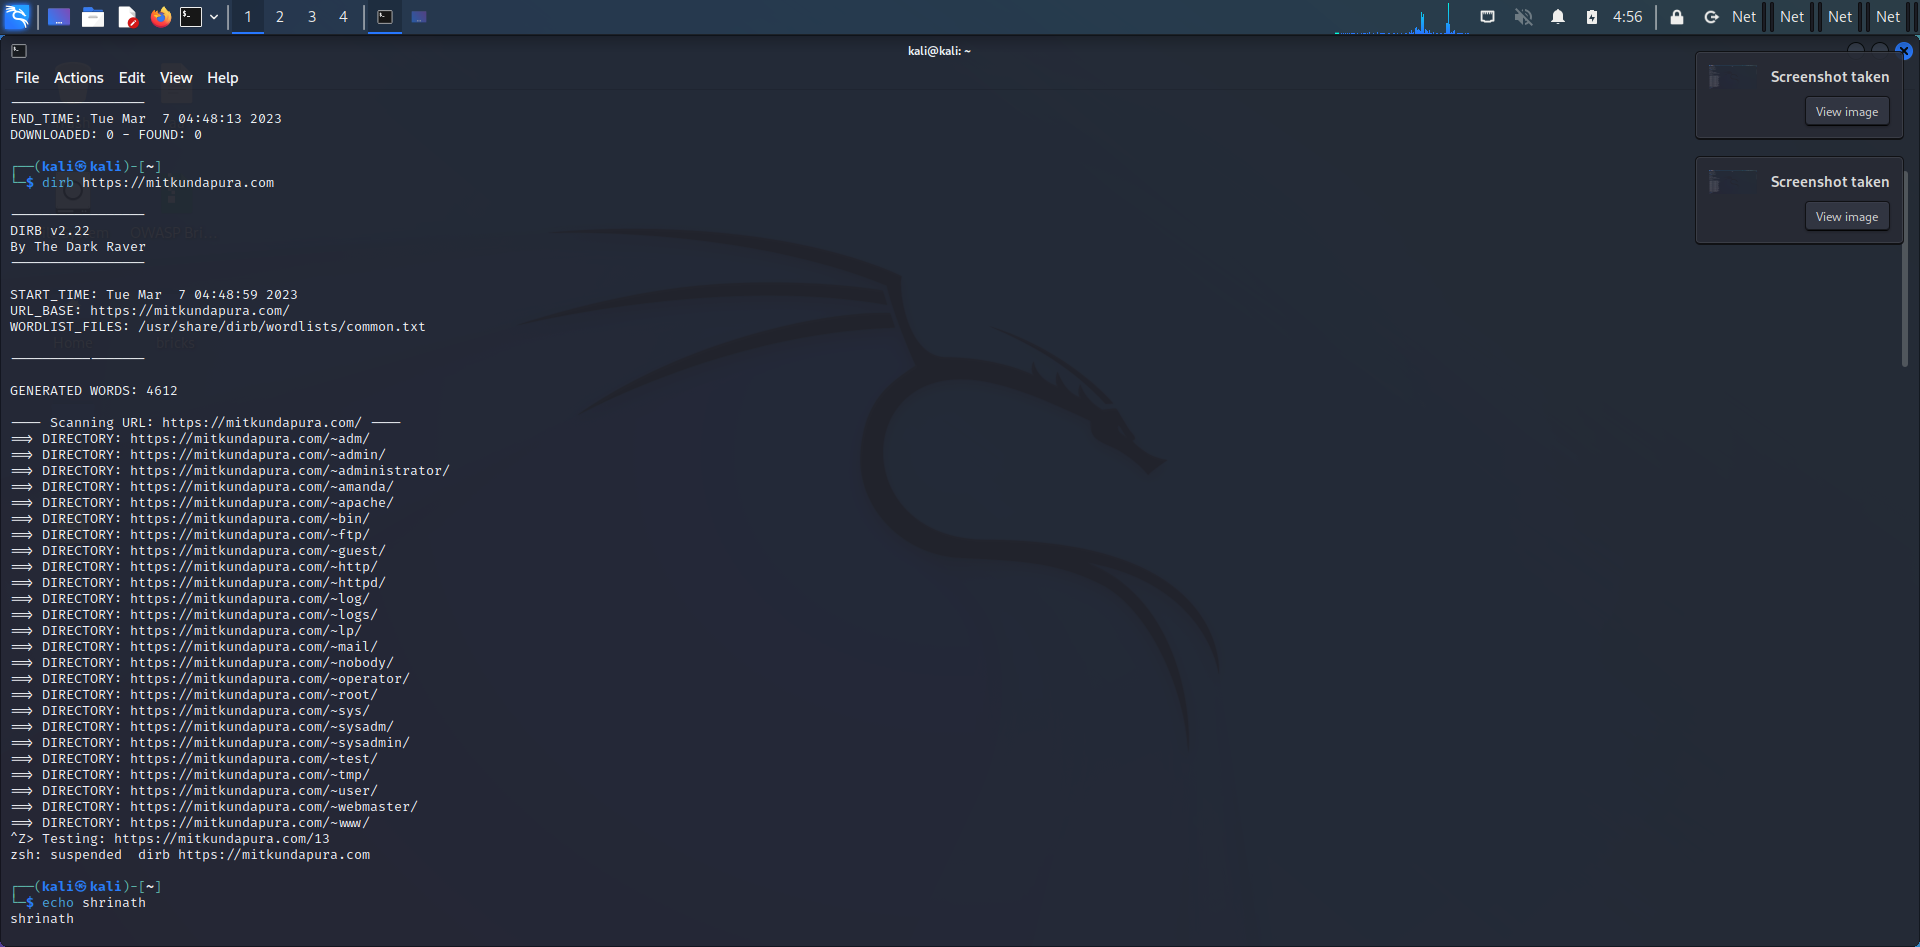 1 2 3 4 4:56 Net Net Net Net
kali@kali: ~
File Actions Edit View Help
Screenshot taken
View image
Screenshot taken
View image
END_TIME: Tue Mar  7 04:48:13 2023
DOWNLOADED: 0 - FOUND: 0
┌──(kali㉿kali)-[~]
└─$ dirb https://mitkundapura.com
-----------------
DIRB v2.22
By The Dark Raver
-----------------
START_TIME: Tue Mar  7 04:48:59 2023
URL_BASE: https://mitkundapura.com/
WORDLIST_FILES: /usr/share/dirb/wordlists/common.txt
-----------------
GENERATED WORDS: 4612
---- Scanning URL: https://mitkundapura.com/ ----
==> DIRECTORY: https://mitkundapura.com/~adm/
==> DIRECTORY: https://mitkundapura.com/~admin/
==> DIRECTORY: https://mitkundapura.com/~administrator/
==> DIRECTORY: https://mitkundapura.com/~amanda/
==> DIRECTORY: https://mitkundapura.com/~apache/
==> DIRECTORY: https://mitkundapura.com/~bin/
==> DIRECTORY: https://mitkundapura.com/~ftp/
==> DIRECTORY: https://mitkundapura.com/~guest/
==> DIRECTORY: https://mitkundapura.com/~http/
==> DIRECTORY: https://mitkundapura.com/~httpd/
==> DIRECTORY: https://mitkundapura.com/~log/
==> DIRECTORY: https://mitkundapura.com/~logs/
==> DIRECTORY: https://mitkundapura.com/~lp/
==> DIRECTORY: https://mitkundapura.com/~mail/
==> DIRECTORY: https://mitkundapura.com/~nobody/
==> DIRECTORY: https://mitkundapura.com/~operator/
==> DIRECTORY: https://mitkundapura.com/~root/
==> DIRECTORY: https://mitkundapura.com/~sys/
==> DIRECTORY: https://mitkundapura.com/~sysadm/
==> DIRECTORY: https://mitkundapura.com/~sysadmin/
==> DIRECTORY: https://mitkundapura.com/~test/
==> DIRECTORY: https://mitkundapura.com/~tmp/
==> DIRECTORY: https://mitkundapura.com/~user/
==> DIRECTORY: https://mitkundapura.com/~webmaster/
==> DIRECTORY: https://mitkundapura.com/~www/
^Z> Testing: https://mitkundapura.com/13
zsh: suspended  dirb https://mitkundapura.com
┌──(kali㉿kali)-[~]
└─$ echo shrinath
shrinath